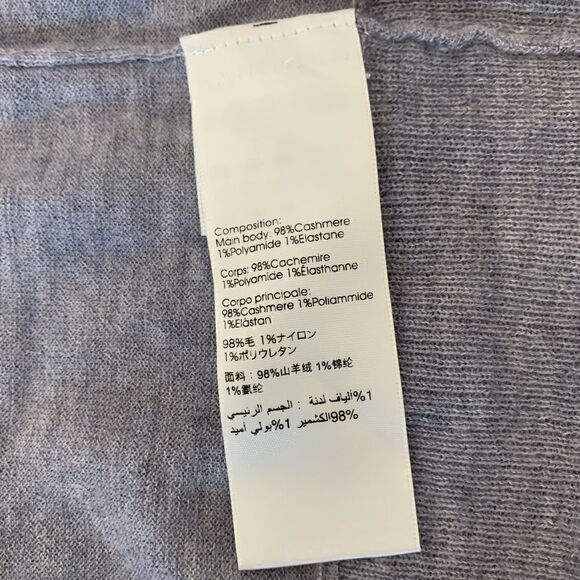 Composition:
Main body: 98%Cashmere
1%Polyamide 1%Elastane
Corps: 98%Cachemire
1%Polyamide 1%Élasthanne
Corpo principale:
98%Cashmere 1%Poliammide
1%Elástan
98%毛 1%ナイロン
1%ポリウレタン
面料：98%山羊绒 1%锦纶
1%氨纶
1%ألياف لدنة : الجسم الرئيسي
98%الكشمير 1%بولي أميد